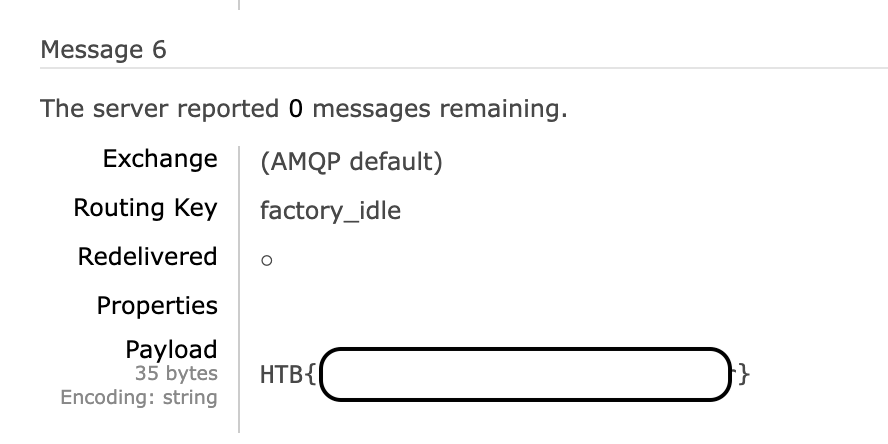 Message 6
The server reported 0 messages remaining.
Exchange (AMQP default)
Routing Key factory_idle
Redelivered ○
Properties
Payload
35 bytes
Encoding: string
HTB{ }